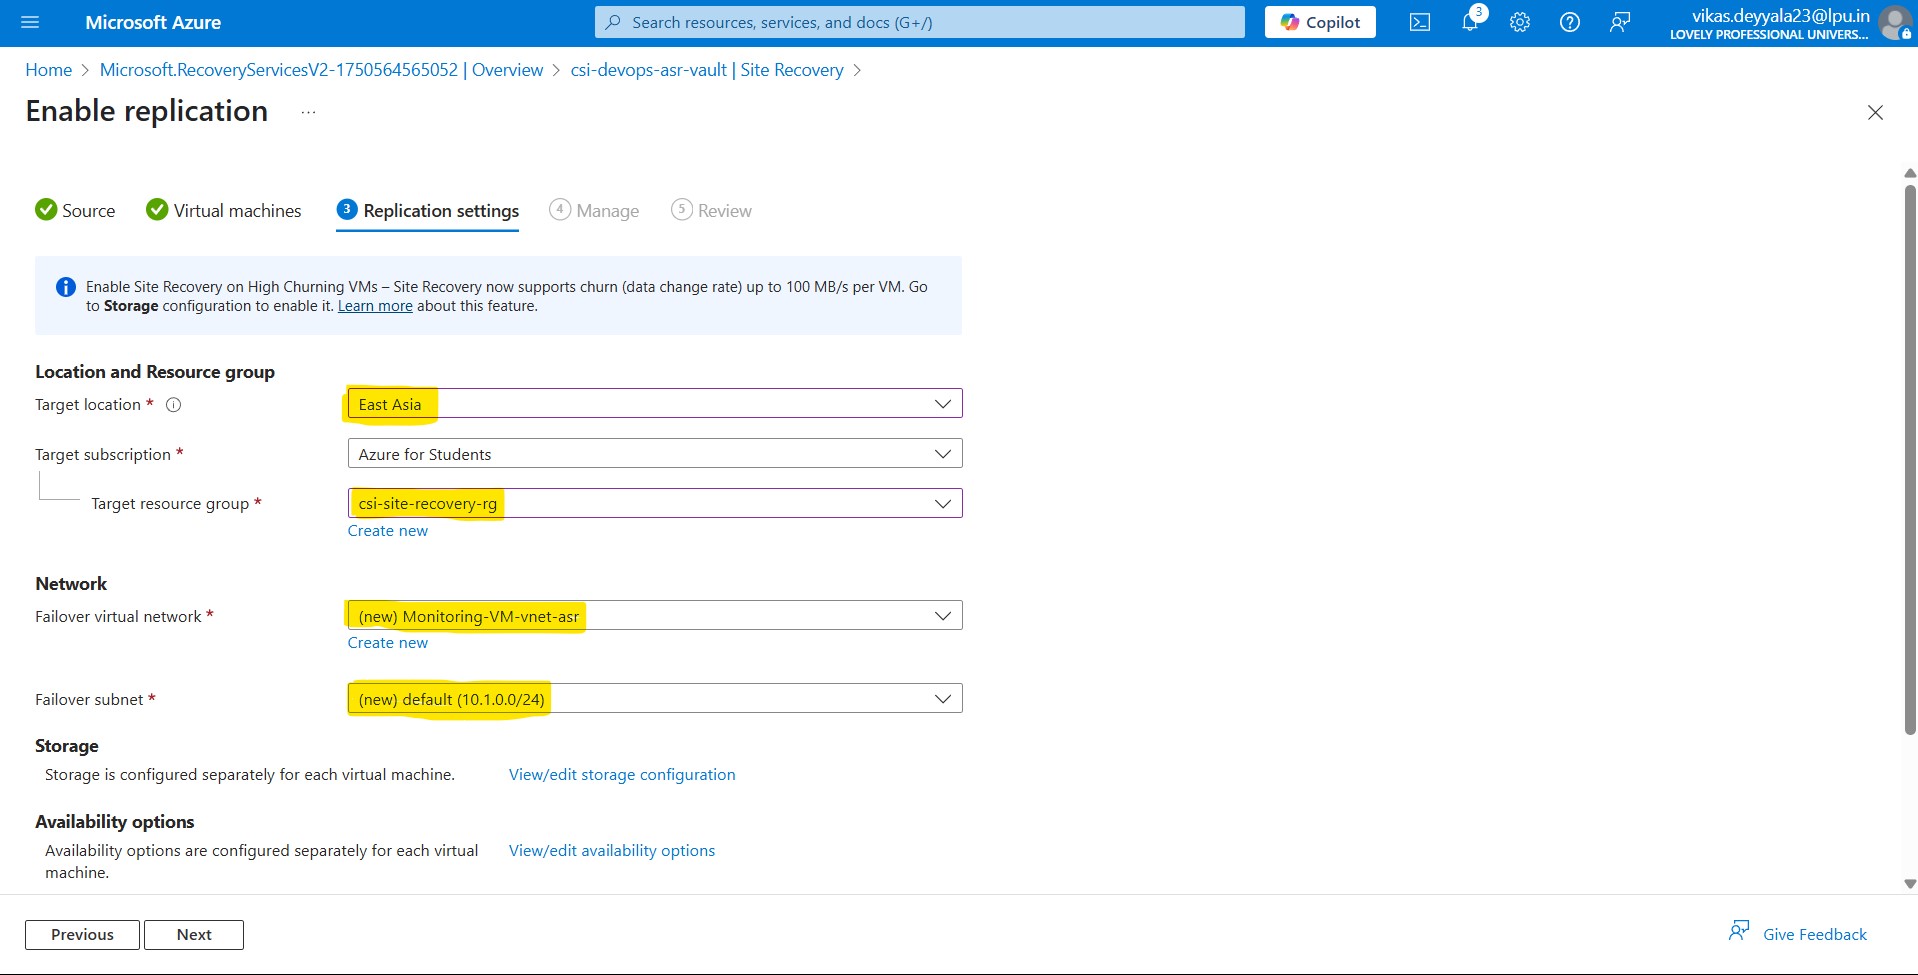 Microsoft Azure
Search resources, services, and docs (G+/)
Copilot
3
vikas.deyyala23@lpu.in
LOVELY PROFESSIONAL UNIVERS...
Home > Microsoft.RecoveryServicesV2-1750564565052 | Overview > csi-devops-asr-vault | Site Recovery >
Enable replication ...
Source
Virtual machines
3 Replication settings
4 Manage
5 Review
Enable Site Recovery on High Churning VMs – Site Recovery now supports churn (data change rate) up to 100 MB/s per VM. Go
to Storage configuration to enable it. Learn more about this feature.
Location and Resource group
Target location *
East Asia
Target subscription *
Azure for Students
Target resource group *
csi-site-recovery-rg
Create new
Network
Failover virtual network *
(new) Monitoring-VM-vnet-asr
Create new
Failover subnet *
(new) default (10.1.0.0/24)
Storage
Storage is configured separately for each virtual machine.
View/edit storage configuration
Availability options
Availability options are configured separately for each virtual
machine.
View/edit availability options
Previous
Next
Give Feedback